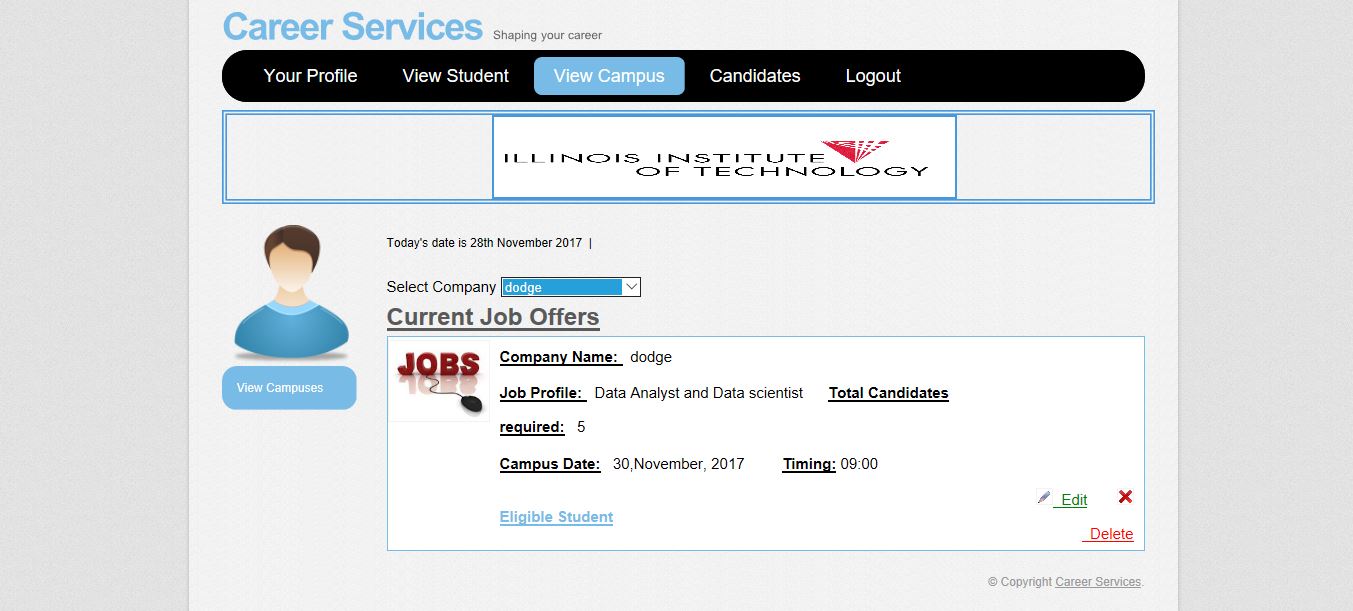 Career Services Shaping your career
Your Profile View Student View Campus Candidates Logout
ILLINOIS INSTITUTE
OF TECHNOLOGY
Today's date is 28th November 2017 |
Select Company dodge
Current Job Offers
View Campuses
JOBS
Company Name: dodge
Job Profile: Data Analyst and Data scientist Total Candidates
required: 5
Campus Date: 30,November, 2017 Timing: 09:00
Edit
Eligible Student
Delete
© Copyright Career Services.